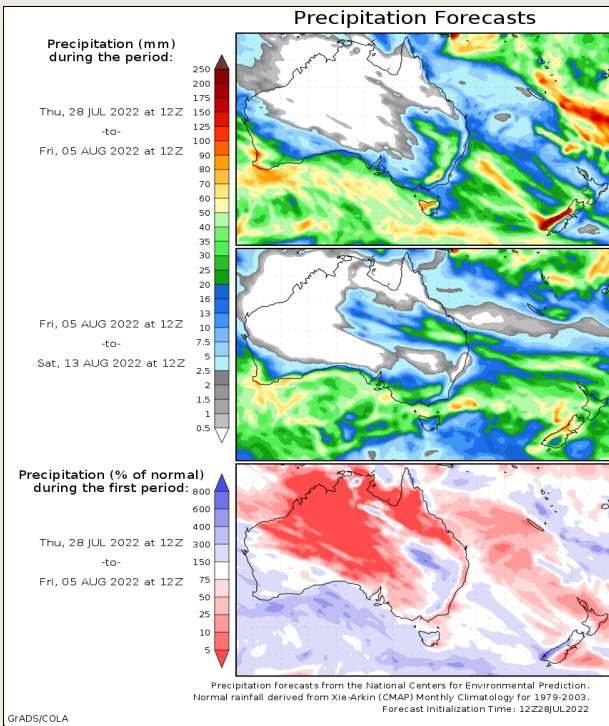 Precipitation Forecasts
Precipitation (mm)
during the period:
Thu, 28 JUL 2022 at 12Z
-to-
Fri, 05 AUG 2022 at 12Z
250
200
175
150
125
100
90
80
70
60
50
40
35
30
25
20
16
13
10
7.5
5
2.5
2
1.5
1
0.5
Fri, 05 AUG 2022 at 12Z
-to-
Sat, 13 AUG 2022 at 12Z
Precipitation (% of normal)
during the first period:
Thu, 28 JUL 2022 at 12Z
-to-
Fri, 05 AUG 2022 at 12Z
800
600
400
300
150
75
50
25
10
5
Precipitation forecasts from the National Centers for Environmental Prediction.
Normal rainfall derived from Xie-Arkin (CMAP) Monthly Climatology for 1979-2003.
Forecast Initialization Time: 12Z28JUL2022
GrADS/COLA